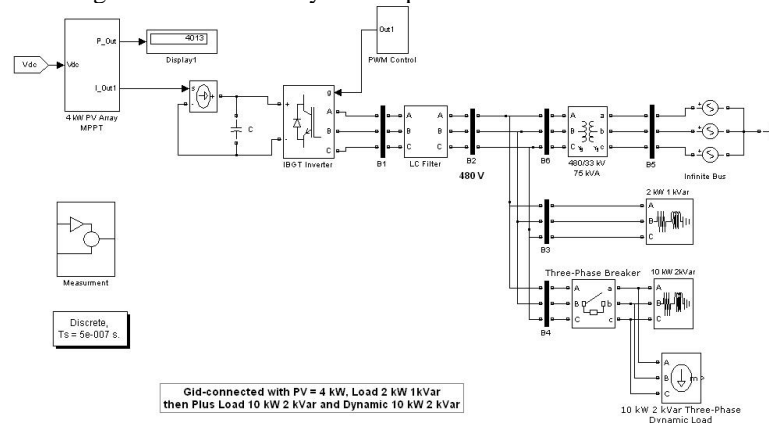 Out1
PWM Control
4013
Display1
P_Out
Vdc
Vdc
I_Out1
4 kW PV Array
MPPT
s
+
-
C
+
-
g
A
B
C
IBGT Inverter
B1
A A
B B
C C
LC Filter
B2
480 V
B6
A a
B b
C c
480/33 kV
75 kVA
B5
Infinite Bus
2 kW 1 kVar
A
B
C
B3
Three-Phase Breaker
A a
B b
C c
B4
10 kW 2kVar
A
B
C
A
B m
C
10 kW 2 kVar Three-Phase
Dynamic Load
Measurment
Discrete,
Ts = 5e-007 s.
Gid-connected with PV = 4 kW, Load 2 kW 1kVar
then Plus Load 10 kW 2 kVar and Dynamic 10 kW 2 kVar